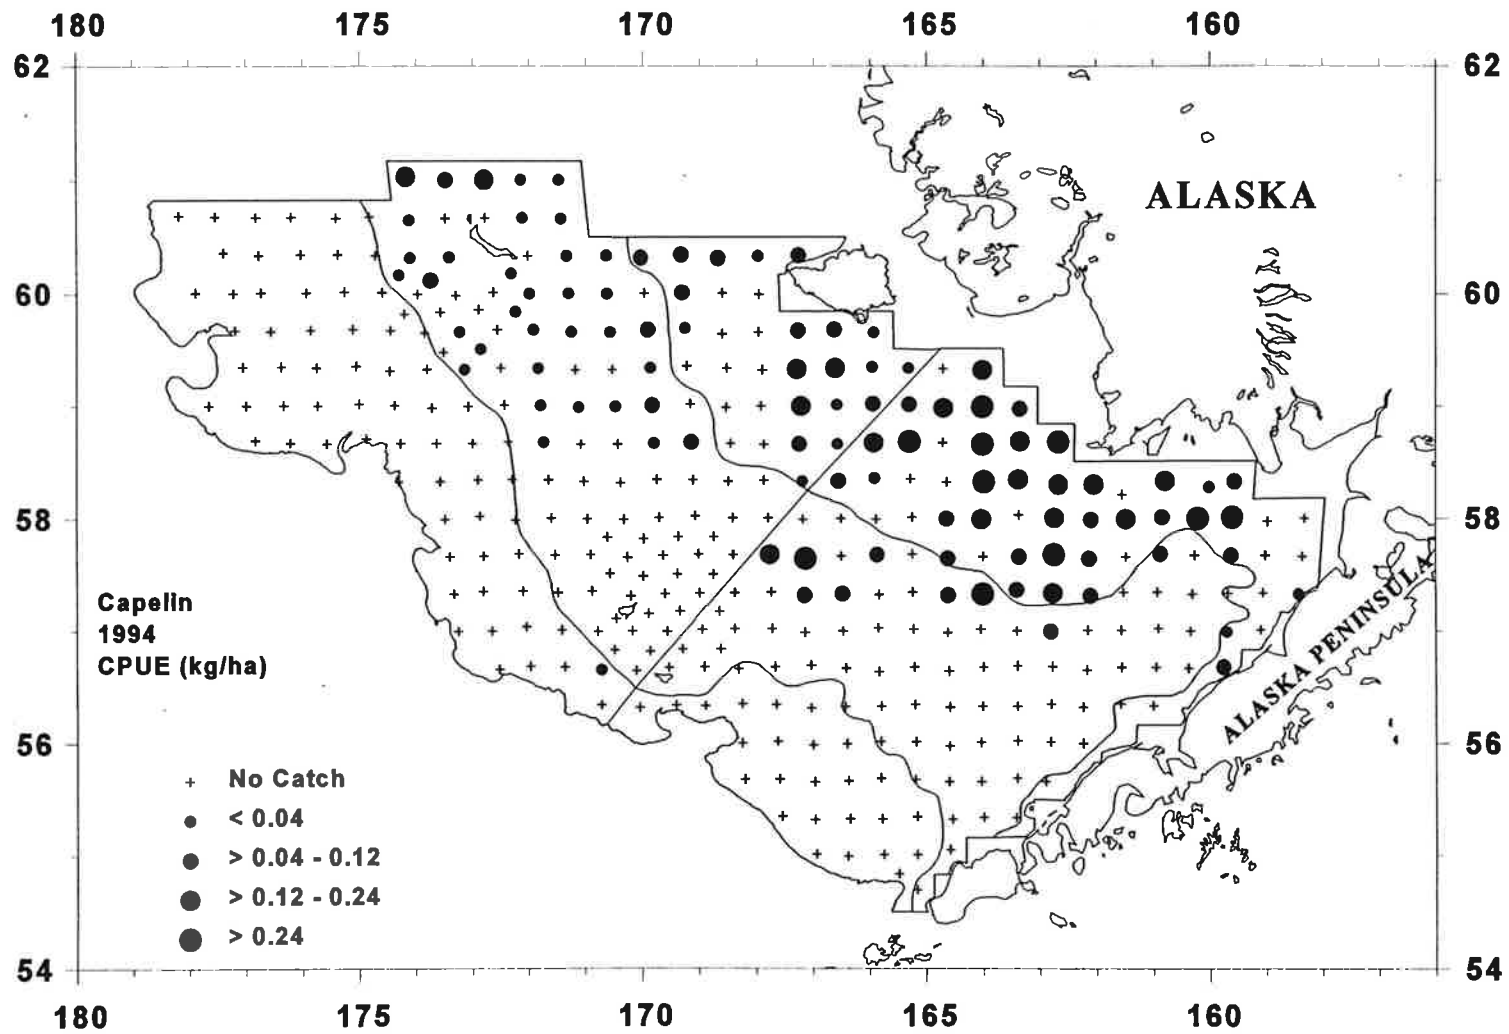 180 175 170 165 160
62 62
ALASKA
60 60
58 58
Capelin
1994
CPUE (kg/ha)
ALASKA PENINSULA
56 56
+ No Catch
< 0.04
> 0.04 - 0.12
> 0.12 - 0.24
> 0.24
54 54
180 175 170 165 160